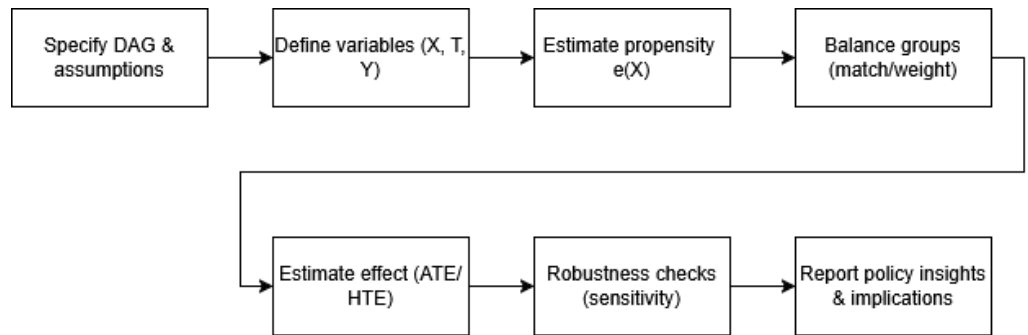 Specify DAG &
assumptions
Define variables (X, T,
Y)
Estimate propensity
e(X)
Balance groups
(match/weight)
Estimate effect (ATE/
HTE)
Robustness checks
(sensitivity)
Report policy insights
& implications